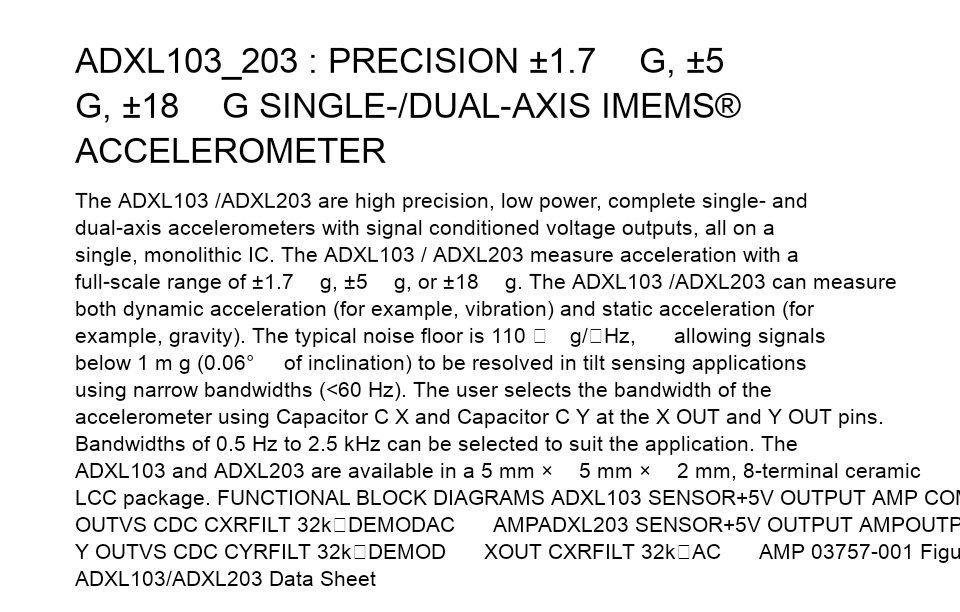 ADXL103_203 : PRECISION ±1.7 G, ±5
G, ±18 G SINGLE-/DUAL-AXIS IMEMS®
ACCELEROMETER
The ADXL103 /ADXL203 are high precision, low power, complete single- and
dual-axis accelerometers with signal conditioned voltage outputs, all on a
single, monolithic IC. The ADXL103 / ADXL203 measure acceleration with a
full-scale range of ±1.7 g, ±5 g, or ±18 g. The ADXL103 /ADXL203 can measure
both dynamic acceleration (for example, vibration) and static acceleration (for
example, gravity). The typical noise floor is 110 □ g/□Hz, allowing signals
below 1 m g (0.06° of inclination) to be resolved in tilt sensing applications
using narrow bandwidths (<60 Hz). The user selects the bandwidth of the
accelerometer using Capacitor C X and Capacitor C Y at the X OUT and Y OUT pins.
Bandwidths of 0.5 Hz to 2.5 kHz can be selected to suit the application. The
ADXL103 and ADXL203 are available in a 5 mm × 5 mm × 2 mm, 8-terminal ceramic
LCC package. FUNCTIONAL BLOCK DIAGRAMS ADXL103 SENSOR+5V OUTPUT AMP COM
OUTVS CDC CXRFILT 32k□DEMODAC AMPADXL203 SENSOR+5V OUTPUT AMPOUTP
Y OUTVS CDC CYRFILT 32k□DEMOD XOUT CXRFILT 32k□AC AMP 03757-001 Figu
ADXL103/ADXL203 Data Sheet